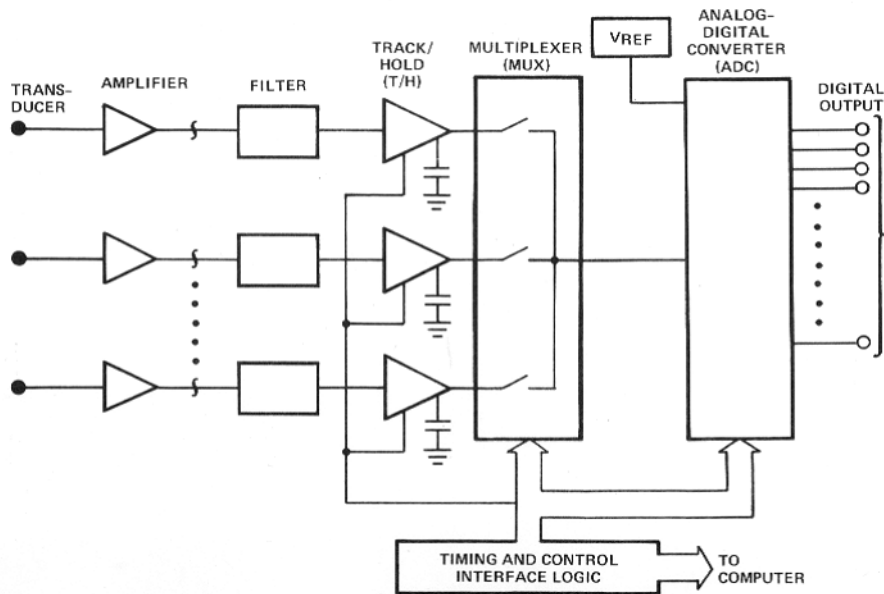 TRANS-
DUCER
AMPLIFIER
FILTER
TRACK/
HOLD
(T/H)
MULTIPLEXER
(MUX)
VREF
ANALOG-
DIGITAL
CONVERTER
(ADC)
DIGITAL
OUTPUT
TIMING AND CONTROL
INTERFACE LOGIC
TO
COMPUTER